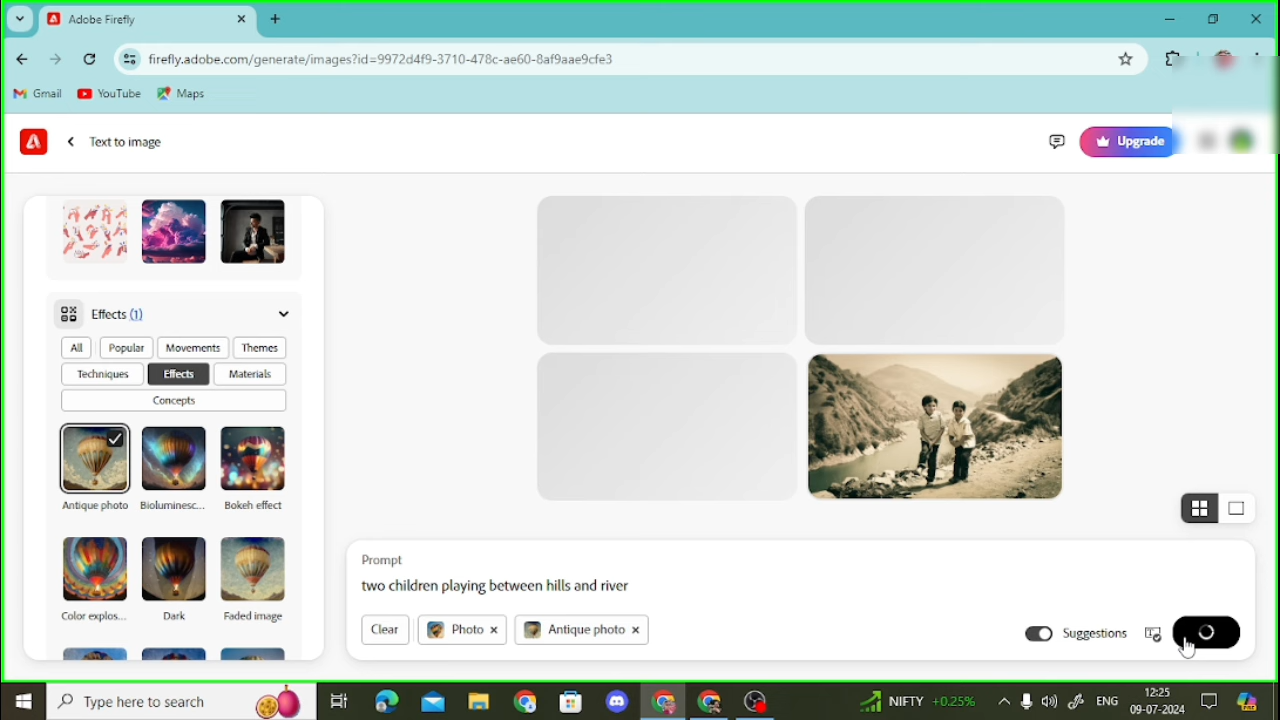 Adobe Firefly
firefly.adobe.com/generate/images?id=9972d4f9-3710-478c-ae60-8af9aae9cfe3
Gmail YouTube Maps
Text to image
Upgrade
Effects (1)
All Popular Movements Themes
Techniques Effects Materials
Concepts
Antique photo Bioluminesc... Bokeh effect
Color explos... Dark Faded image
Prompt
two children playing between hills and river
Clear Photo Antique photo Suggestions
Type here to search NIFTY +0.25% ENG 12:25
09-07-2024